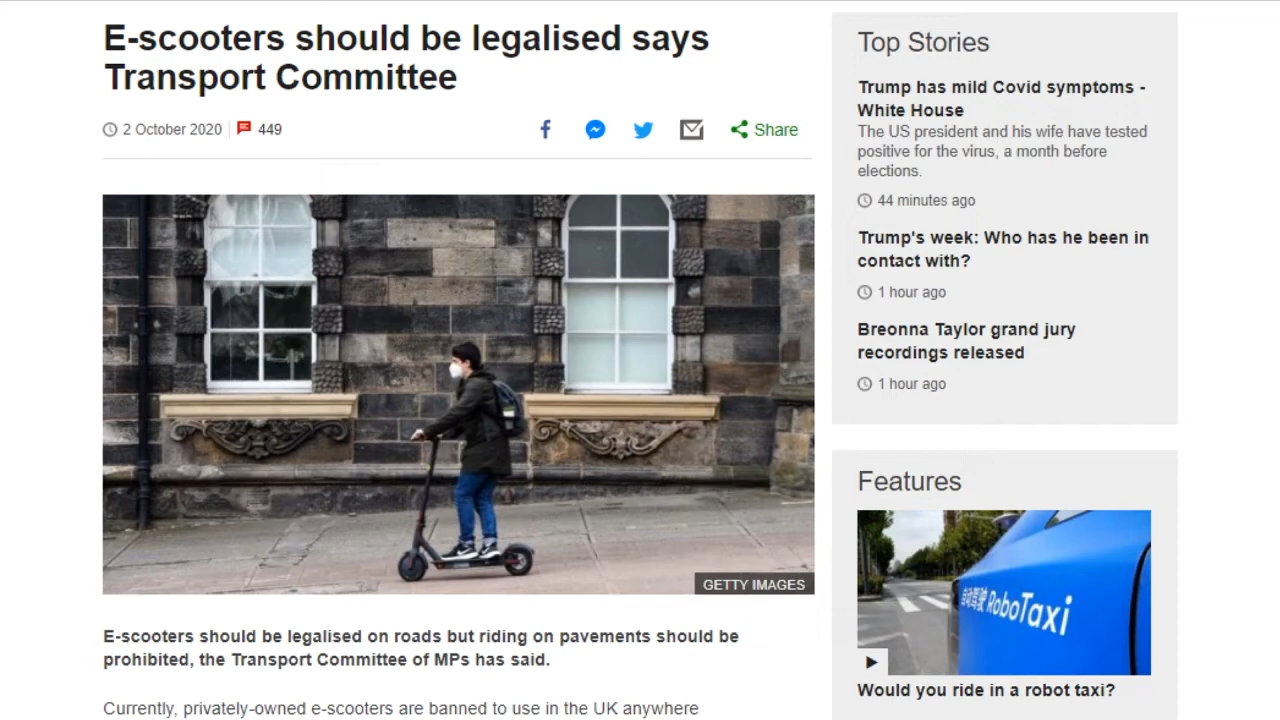 E-scooters should be legalised says
Transport Committee
2 October 2020
449
Share
GETTY IMAGES
E-scooters should be legalised on roads but riding on pavements should be
prohibited, the Transport Committee of MPs has said.
Currently, privately-owned e-scooters are banned to use in the UK anywhere
Top Stories
Trump has mild Covid symptoms -
White House
The US president and his wife have tested
positive for the virus, a month before
elections.
44 minutes ago
Trump's week: Who has he been in
contact with?
1 hour ago
Breonna Taylor grand jury
recordings released
1 hour ago
Features
自动驾驶 RoboTaxi
Would you ride in a robot taxi?